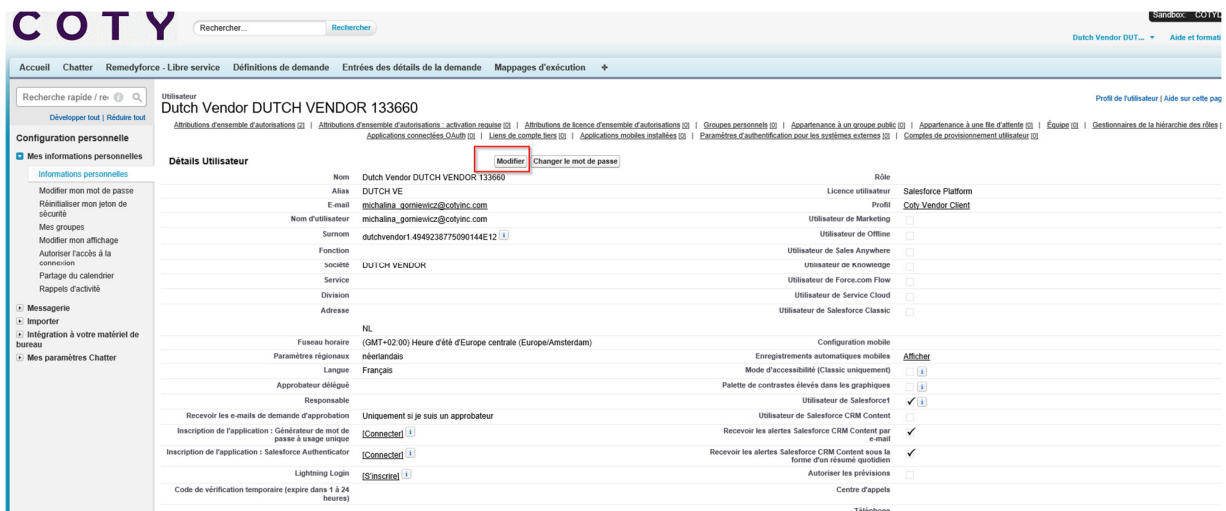 COTY
Rechercher... Rechercher
Sandbox: COTYL
Dutch Vendor DUT... Aide et formati
Accueil Chatter Remedyforce - Libre service Définitions de demande Entrées des détails de la demande Mappages d'exécution +
Recherche rapide / re
Développer tout | Réduire tout
Configuration personnelle
Mes informations personnelles
Informations personnelles
Modifier mon mot de passe
Réinitialiser mon jeton de
sécurité
Mes groupes
Modifier mon affichage
Autoriser l'accès à la
connexion
Partage du calendrier
Rappels d'activité
Messagerie
Importer
Intégration à votre matériel de
bureau
Mes paramètres Chatter
Utilisateur
Dutch Vendor DUTCH VENDOR 133660
Profil de l'utilisateur | Aide sur cette pag
Attributions d'ensemble d'autorisations [2] | Attributions d'ensemble d'autorisations : activation requise [0] | Attributions de licence d'ensemble d'autorisations [0] | Groupes personnels [0] | Appartenance à un groupe public [0] | Appartenance à une file d'attente [0] | Équipe [0] | Gestionnaires de la hiérarchie des rôles [
Applications connectées OAuth [0] | Liens de compte tiers [0] | Applications mobiles installées [0] | Paramètres d'authentification pour les systèmes externes [0] | Comptes de provisionnement utilisateur [0]
Détails Utilisateur Modifier Changer le mot de passe
Nom Dutch Vendor DUTCH VENDOR 133660 Rôle
Alias DUTCH VE Licence utilisateur Salesforce Platform
E-mail michalina_gorniewicz@cotyinc.com Profil Coty Vendor Client
Nom d'utilisateur michalina_gorniewicz@cotyinc.com Utilisateur de Marketing
Surnom dutchvendor1.4949238775090144E12 i Utilisateur de Offline
Fonction Utilisateur de Sales Anywhere
Société DUTCH VENDOR Utilisateur de Knowledge
Service Utilisateur de Force.com Flow
Division Utilisateur de Service Cloud
Adresse Utilisateur de Salesforce Classic
NL
Fuseau horaire (GMT+02:00) Heure d'été d'Europe centrale (Europe/Amsterdam) Configuration mobile
Paramètres régionaux néerlandais Enregistrements automatiques mobiles Afficher
Langue Français Mode d'accessibilité (Classic uniquement) i
Approbateur délégué Palette de contrastes élevés dans les graphiques i
Responsable Utilisateur de Salesforce1 ✓ i
Recevoir les e-mails de demande d'approbation Uniquement si je suis un approbateur Utilisateur de Salesforce CRM Content
Inscription de l'application : Générateur de mot de
passe à usage unique [Connecter] i Recevoir les alertes Salesforce CRM Content par
e-mail ✓
Inscription de l'application : Salesforce Authenticator [Connecter] i Recevoir les alertes Salesforce CRM Content sous la
forme d'un résumé quotidien ✓
Lightning Login [S'inscrire] i Autoriser les prévisions
Code de vérification temporaire (expire dans 1 à 24
heures) Centre d'appels
Téléphone